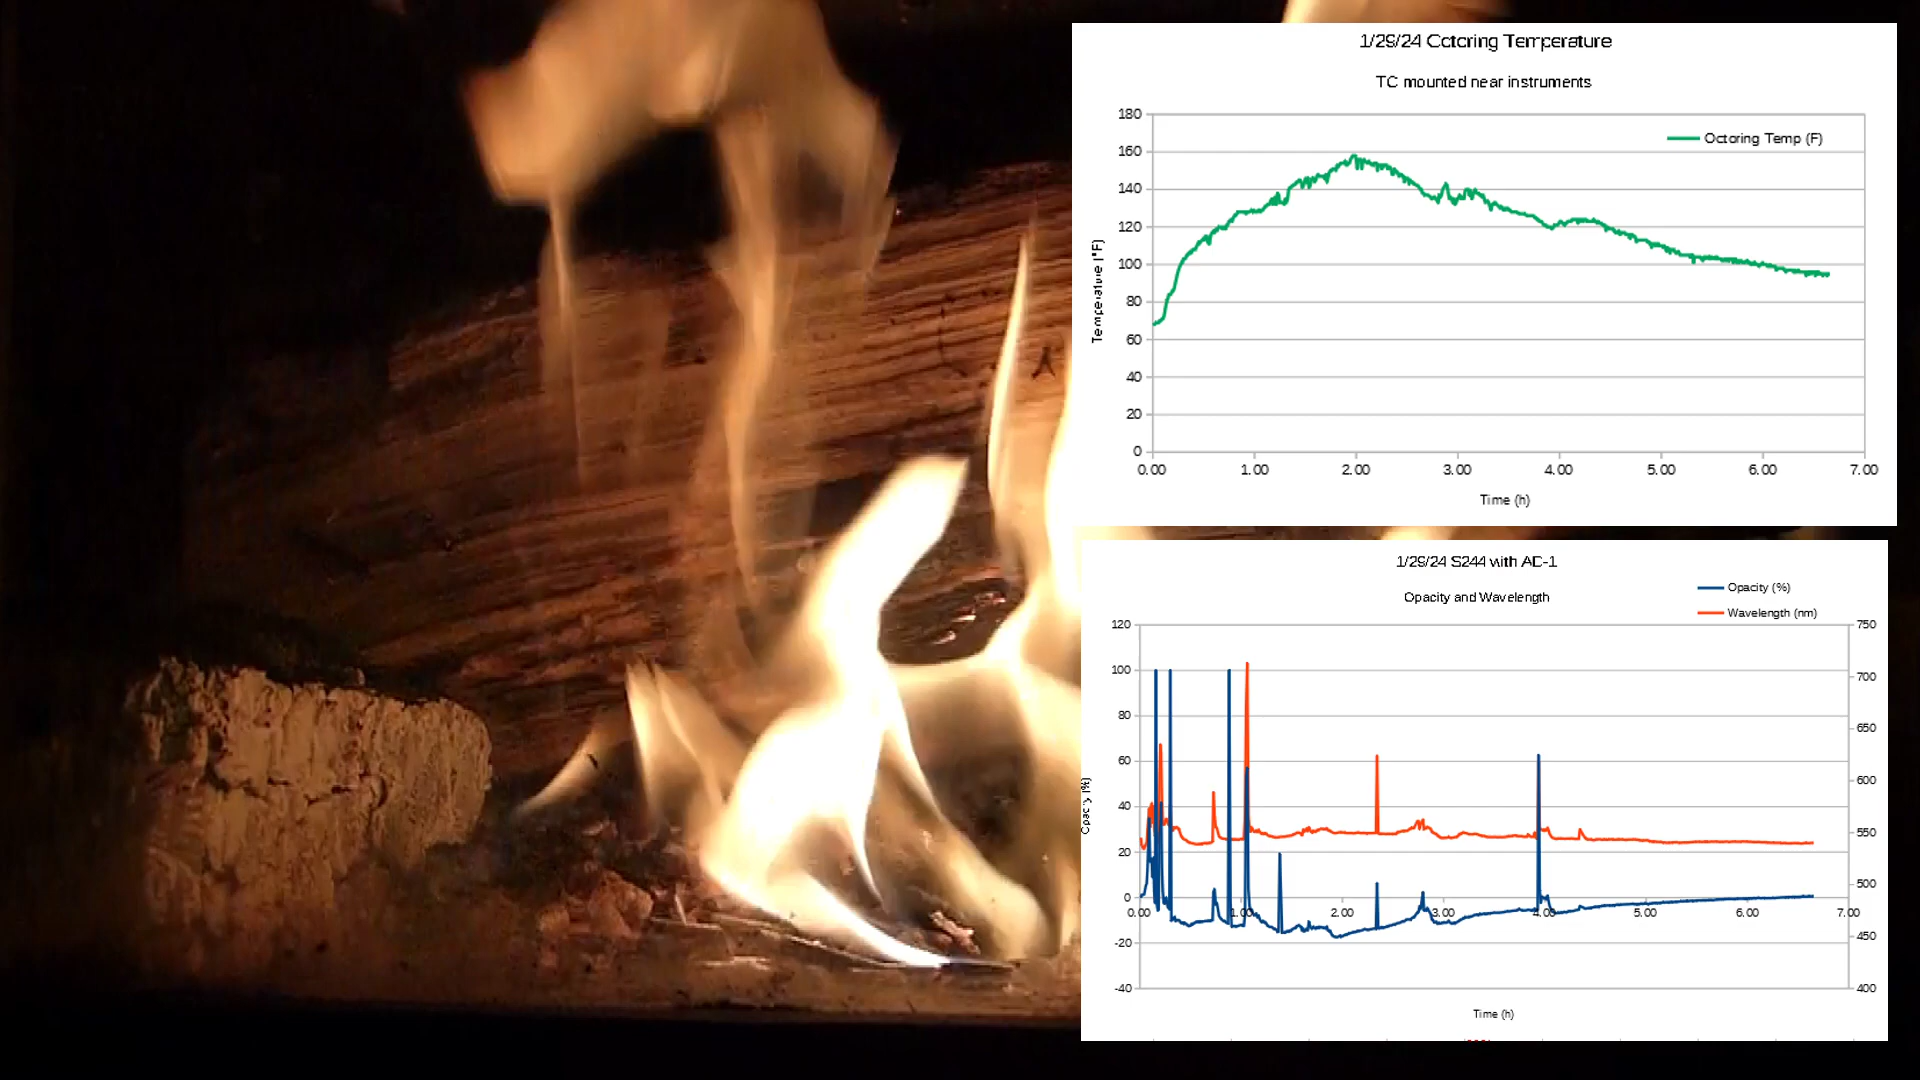 1/29/24 Octoring Temperature
TC mounted near instruments
Octoring Temp (F)
Temperature (°F)
180
160
140
120
100
80
60
40
20
0
0.00 1.00 2.00 3.00 4.00 5.00 6.00 7.00
Time (h)
1/29/24 S244 with AC-1
Opacity and Wavelength
Opacity (%)
Wavelength (nm)
Opacity (%)
120 750
100 700
80 650
60 600
40 550
20 500
0 450
-20 400
-40
0.00 1.00 2.00 3.00 4.00 5.00 6.00 7.00
Time (h)